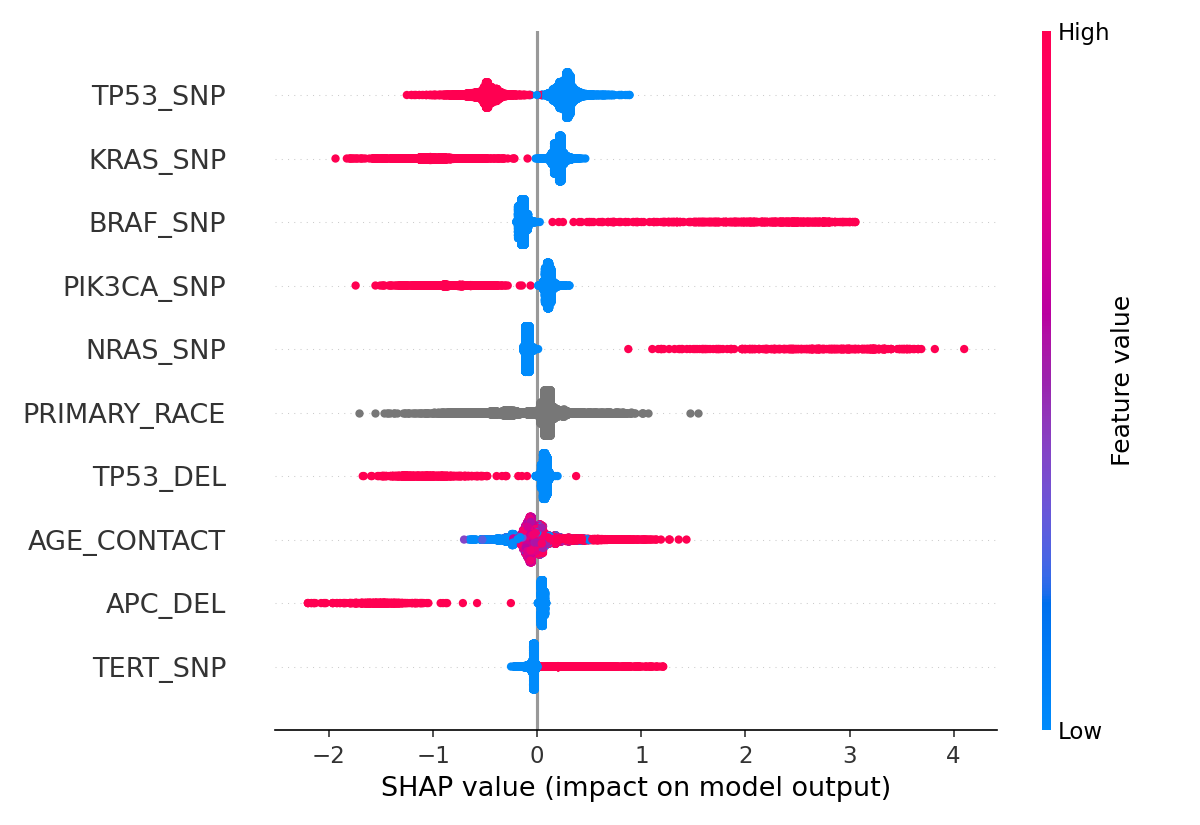 High
TP53_SNP
KRAS_SNP
BRAF_SNP
PIK3CA_SNP
NRAS_SNP
PRIMARY_RACE
TP53_DEL
AGE_CONTACT
APC_DEL
TERT_SNP
Feature value
Low
−2 −1 0 1 2 3 4
SHAP value (impact on model output)